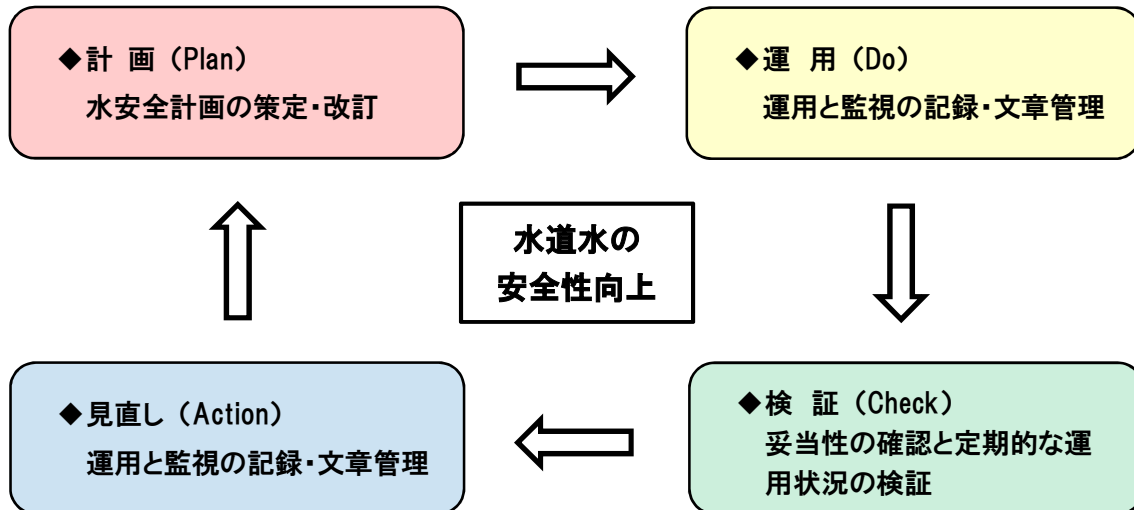 ◆計 画（Plan）
水安全計画の策定・改訂
◆運 用（Do）
運用と監視の記録・文章管理
水道水の
安全性向上
◆見直し（Action）
運用と監視の記録・文章管理
◆検 証（Check）
妥当性の確認と定期的な運
用状況の検証